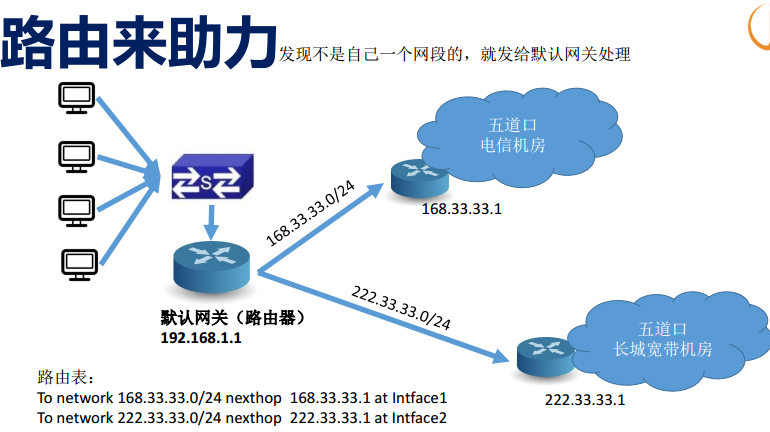 路由来助力
发现不是自己一个网段的，就发给默认网关处理
五道口
电信机房
S
168.33.33.0/24
168.33.33.1
222.33.33.0/24
默认网关（路由器）
192.168.1.1
五道口
长城宽带机房
222.33.33.1
路由表：
To network 168.33.33.0/24 nexthop 168.33.33.1 at Intface1
To network 222.33.33.0/24 nexthop 222.33.33.1 at Intface2